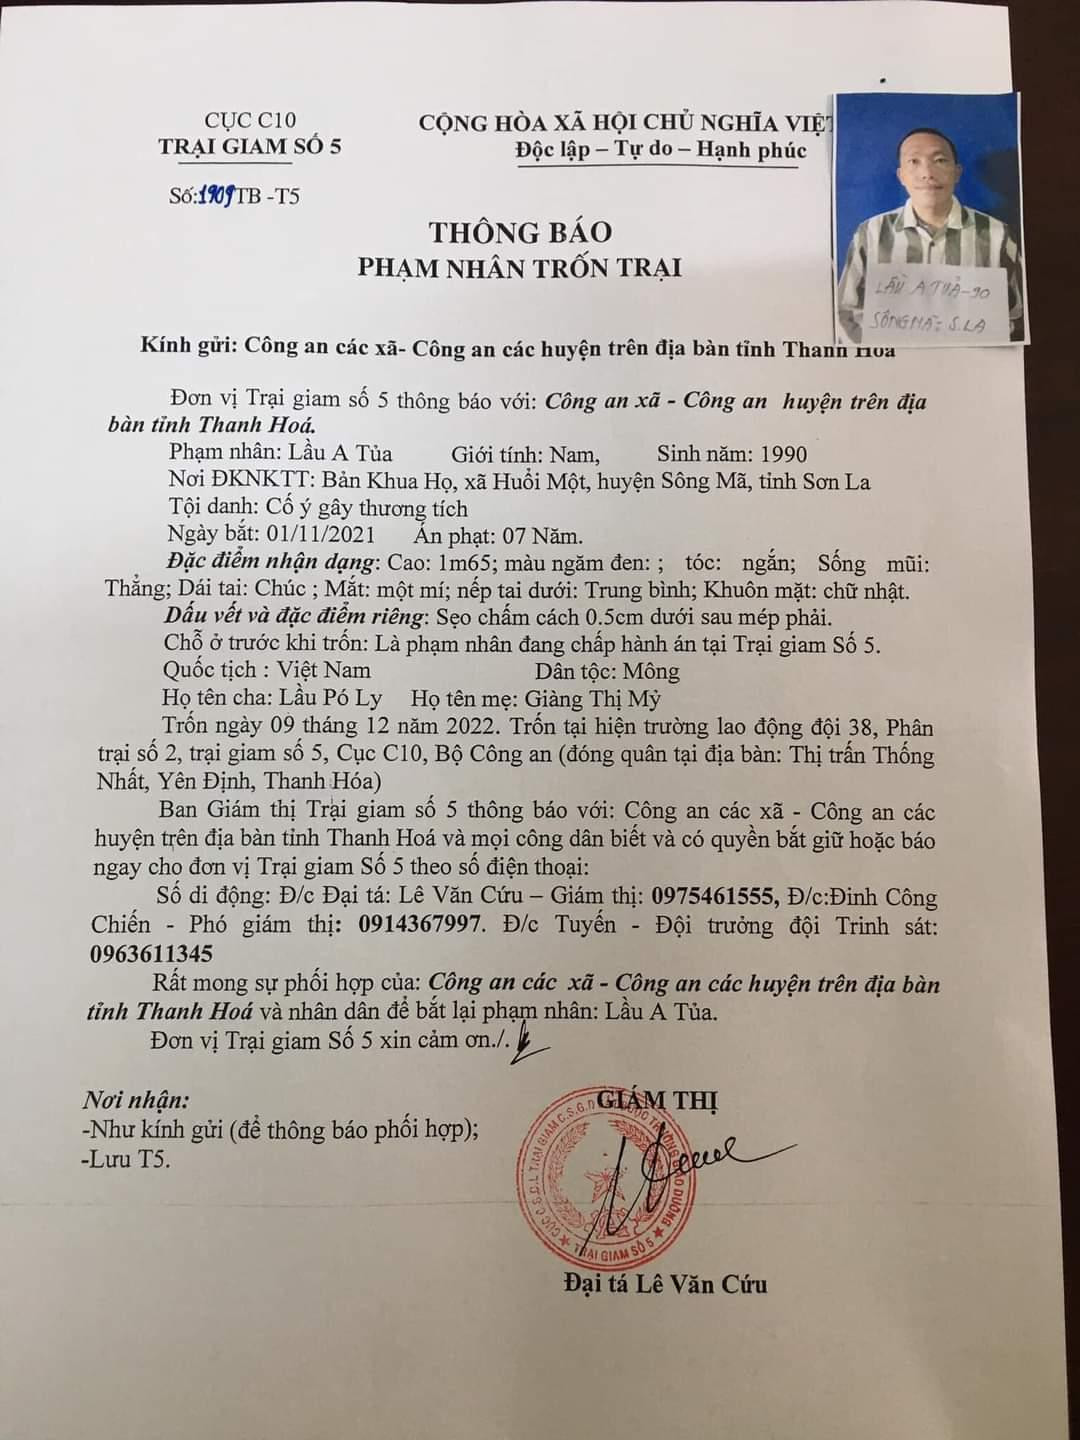 CỤC C10
TRẠI GIAM SỐ 5
Số:1909TB -T5
CỘNG HÒA XÃ HỘI CHỦ NGHĨA VIỆT
Độc lập – Tự do – Hạnh phúc
LẦU A TỦA-90
SÔNG MÃ - S.LA
THÔNG BÁO
PHẠM NHÂN TRỐN TRẠI
Kính gửi: Công an các xã- Công an các huyện trên địa bàn tỉnh Thanh Hóa
Đơn vị Trại giam số 5 thông báo với: Công an xã - Công an huyện trên địa
bàn tỉnh Thanh Hoá.
Phạm nhân: Lầu A Tủa Giới tính: Nam, Sinh năm: 1990
Nơi ĐKNKTT: Bản Khua Họ, xã Huổi Một, huyện Sông Mã, tỉnh Sơn La
Tội danh: Cố ý gây thương tích
Ngày bắt: 01/11/2021 Án phạt: 07 Năm.
Đặc điểm nhận dạng: Cao: 1m65; màu ngăm đen: ; tóc: ngắn; Sống mũi:
Thẳng; Dái tai: Chúc ; Mắt: một mí; nếp tai dưới: Trung bình; Khuôn mặt: chữ nhật.
Dấu vết và đặc điểm riêng: Sẹo chấm cách 0.5cm dưới sau mép phải.
Chỗ ở trước khi trốn: Là phạm nhân đang chấp hành án tại Trại giam Số 5.
Quốc tịch : Việt Nam Dân tộc: Mông
Họ tên cha: Lầu Pó Ly Họ tên mẹ: Giàng Thị Mỷ
Trốn ngày 09 tháng 12 năm 2022. Trốn tại hiện trường lao động đội 38, Phân
trại số 2, trại giam số 5, Cục C10, Bộ Công an (đóng quân tại địa bàn: Thị trấn Thống
Nhất, Yên Định, Thanh Hóa)
Ban Giám thị Trại giam số 5 thông báo với: Công an các xã - Công an các
huyện trên địa bàn tỉnh Thanh Hoá và mọi công dân biết và có quyền bắt giữ hoặc báo
ngay cho đơn vị Trại giam Số 5 theo số điện thoại:
Số di động: Đ/c Đại tá: Lê Văn Cứu – Giám thị: 0975461555, Đ/c:Đinh Công
Chiến - Phó giám thị: 0914367997. Đ/c Tuyến - Đội trưởng đội Trinh sát:
0963611345
Rất mong sự phối hợp của: Công an các xã - Công an các huyện trên địa bàn
tỉnh Thanh Hoá và nhân dân để bắt lại phạm nhân: Lầu A Tủa.
Đơn vị Trại giam Số 5 xin cảm ơn./.
Nơi nhận:
-Như kính gửi (để thông báo phối hợp);
-Lưu T5.
GIÁM THỊ
TRẠI GIAM SỐ 5
Đại tá Lê Văn Cứu